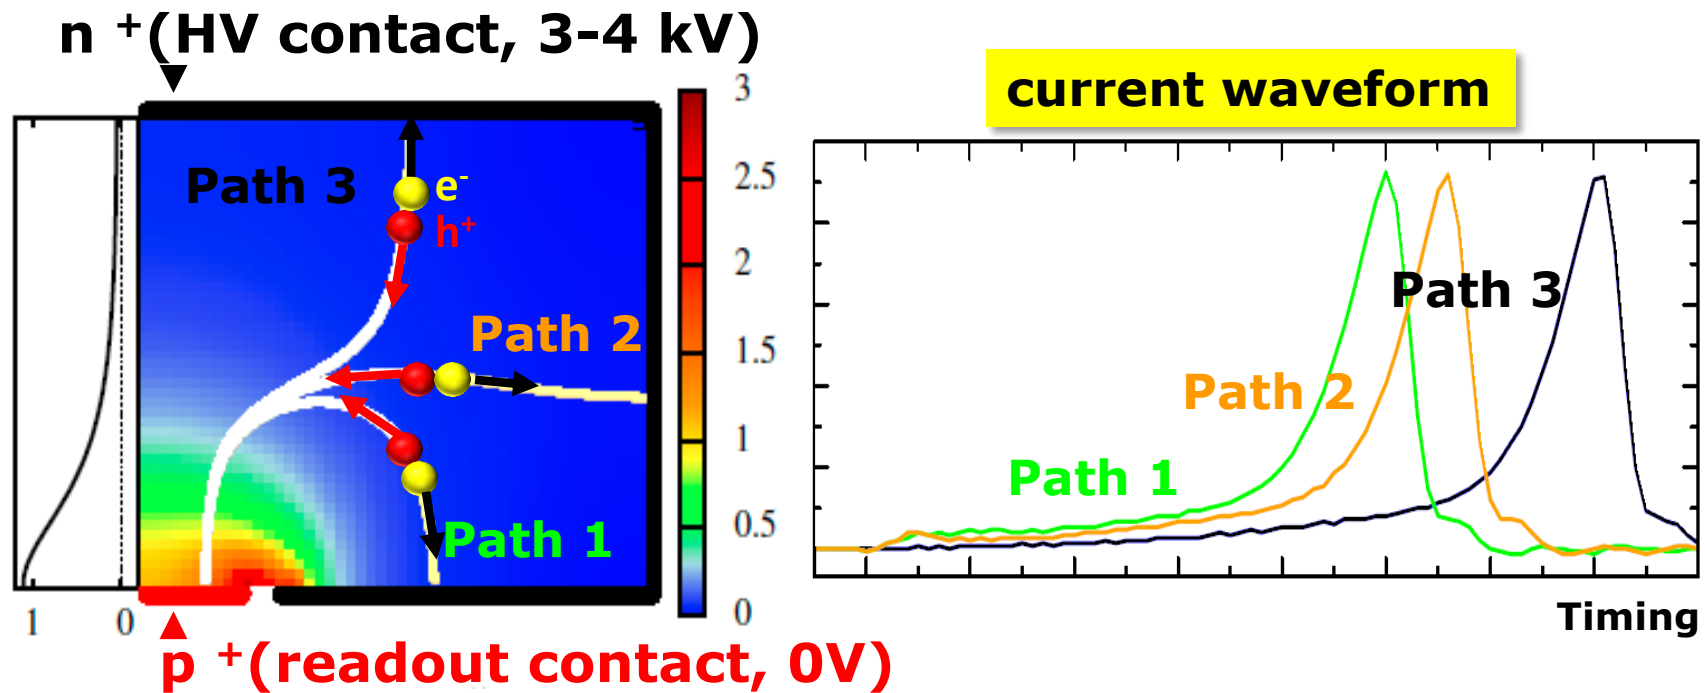 n +(HV contact, 3-4 kV)
current waveform
3
2.5
2
1.5
1
0.5
0
Path 3
e-
h+
Path 2
Path 1
1 0
p +(readout contact, 0V)
Path 3
Path 2
Path 1
Timing